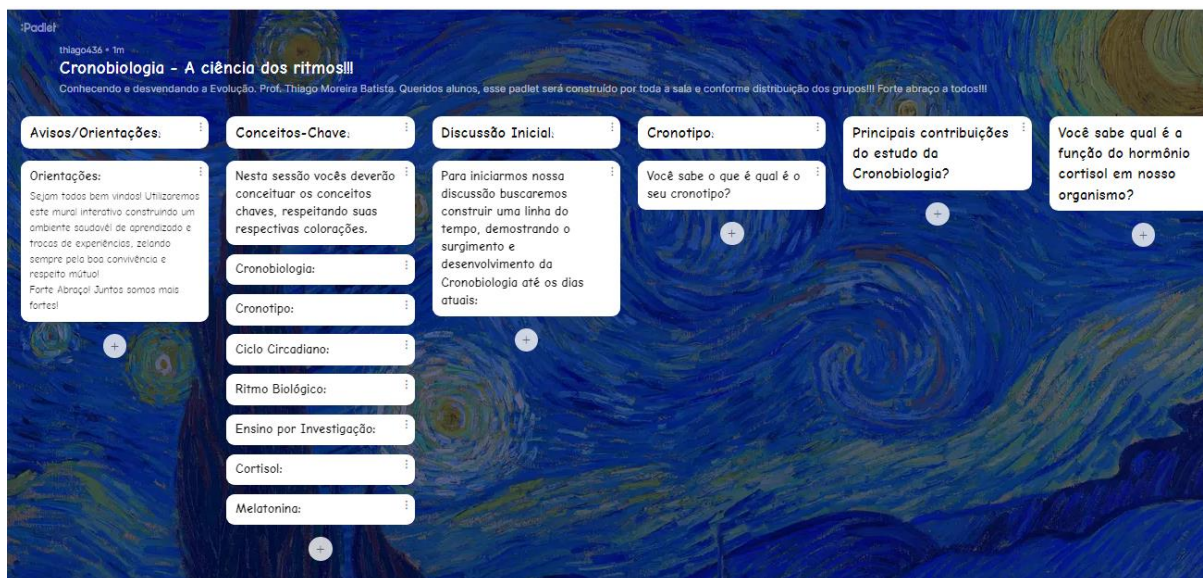 :Padlet
thiago436 • 1m
Cronobiologia - A ciência dos ritmos!!!
Conhecendo e desvendando a Evolução. Prof. Thiago Moreira Batista. Queridos alunos, esse padlet será construído por toda a sala e conforme distribuição dos grupos!!! Forte abraço a todos!!!
Avisos/Orientações:
Orientações:
Sejam todos bem vindos! Utilizaremos
este mural interativo construindo um
ambiente saudavél de aprendizado e
trocas de experiências, zelando
sempre pela boa convivência e
respeito mútuo!
Forte Abraço! Juntos somos mais
fortes!
Conceitos-Chave:
Nesta sessão vocês deverão
conceituar os conceitos
chaves, respeitando suas
respectivas colorações.
Cronobiologia:
Cronotipo:
Ciclo Circadiano:
Ritmo Biológico:
Ensino por Investigação:
Cortisol:
Melatonina:
Discussão Inicial:
Para iniciarmos nossa
discussão buscaremos
construir uma linha do
tempo, demostrando o
surgimento e
desenvolvimento da
Cronobiologia até os dias
atuais:
Cronotipo:
Você sabe o que é qual é o
seu cronotipo?
Principais contribuições
do estudo da
Cronobiologia?
Você sabe qual é a
função do hormônio
cortisol em nosso
organismo?